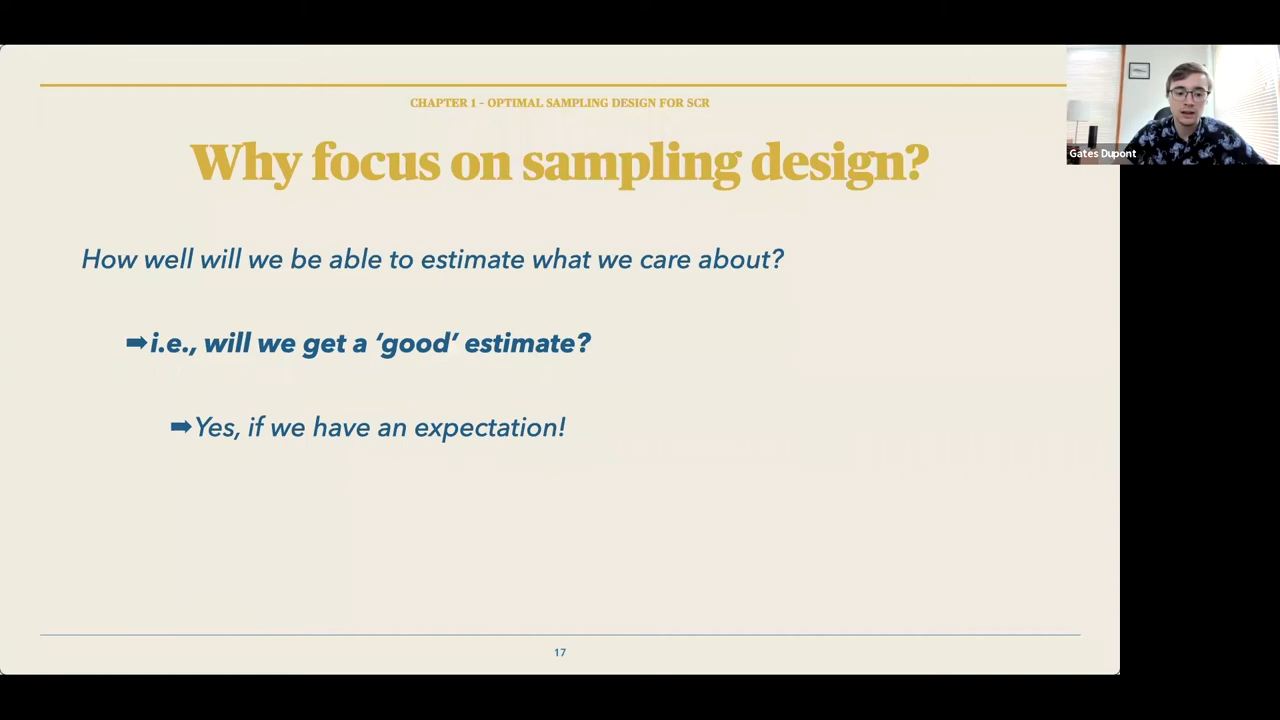 CHAPTER 1 - OPTIMAL SAMPLING DESIGN FOR SCR
Why focus on sampling design?
How well will we be able to estimate what we care about?
➡i.e., will we get a ‘good’ estimate?
➡Yes, if we have an expectation!
17
Gates Dupont